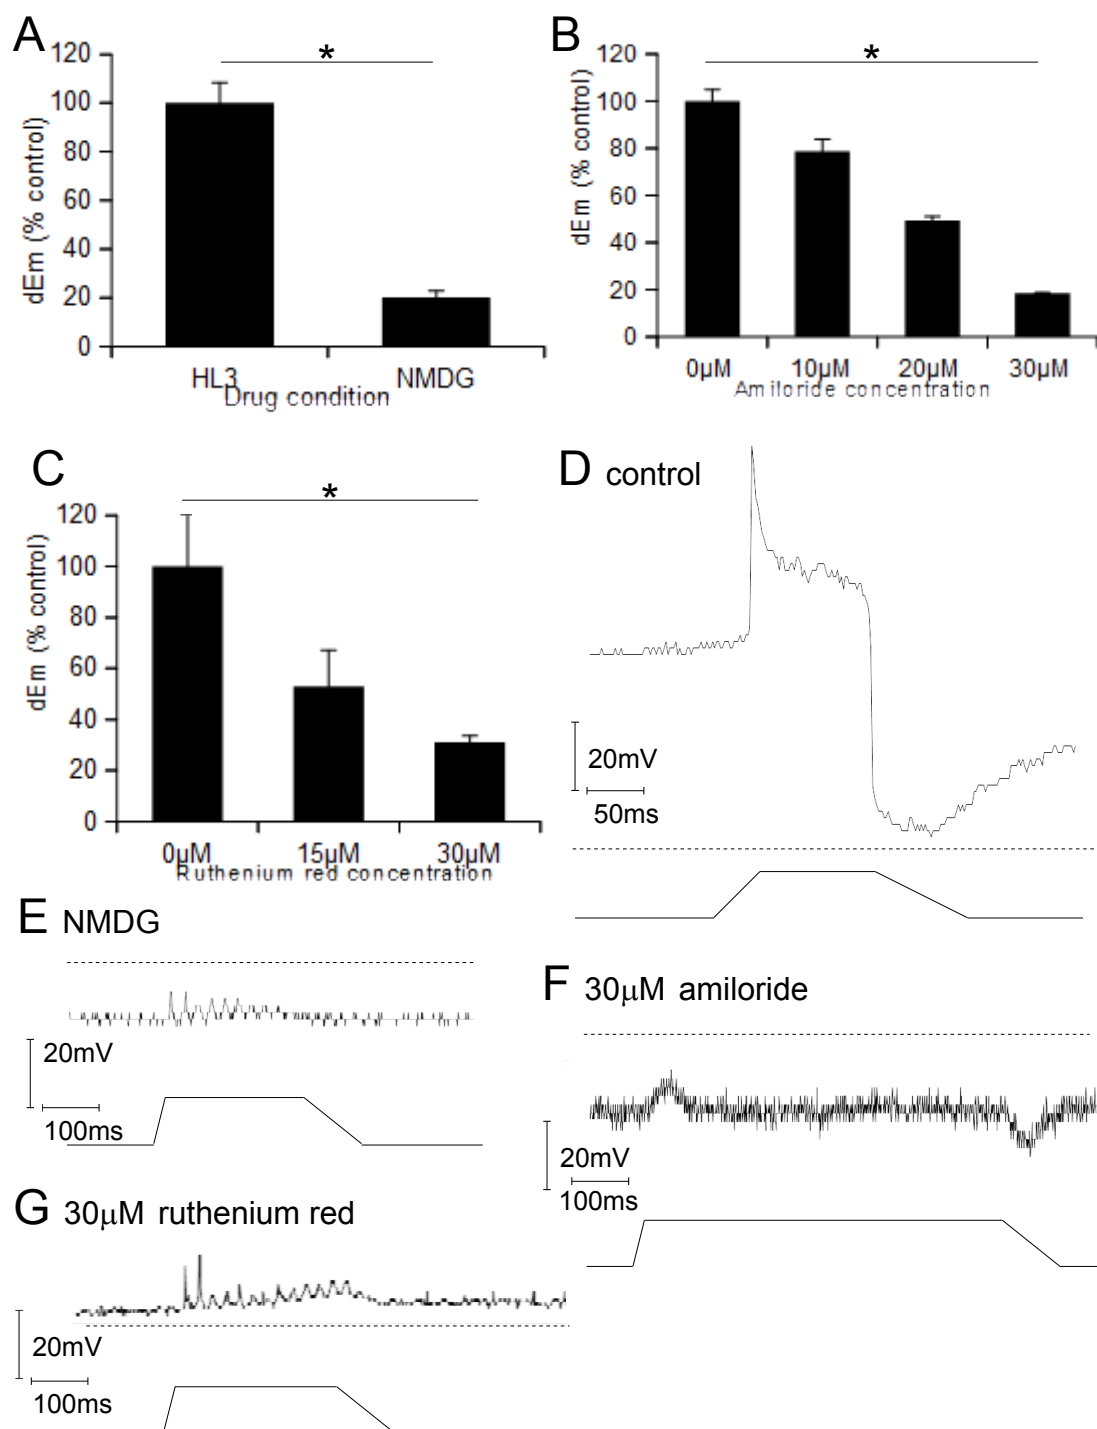 A
120
100
80
60
40
20
0
dEm (% control)
*
HL3 NMDG
Drug condition
B
120
100
80
60
40
20
0
dEm (% control)
*
0µM 10µM 20µM 30µM
Amiloride concentration
C
120
100
80
60
40
20
0
dEm (% control)
*
0µM 15µM 30µM
Ruthenium red concentration
D control
20mV
50ms
E NMDG
20mV
100ms
F 30µM amiloride
20mV
100ms
G 30µM ruthenium red
20mV
100ms